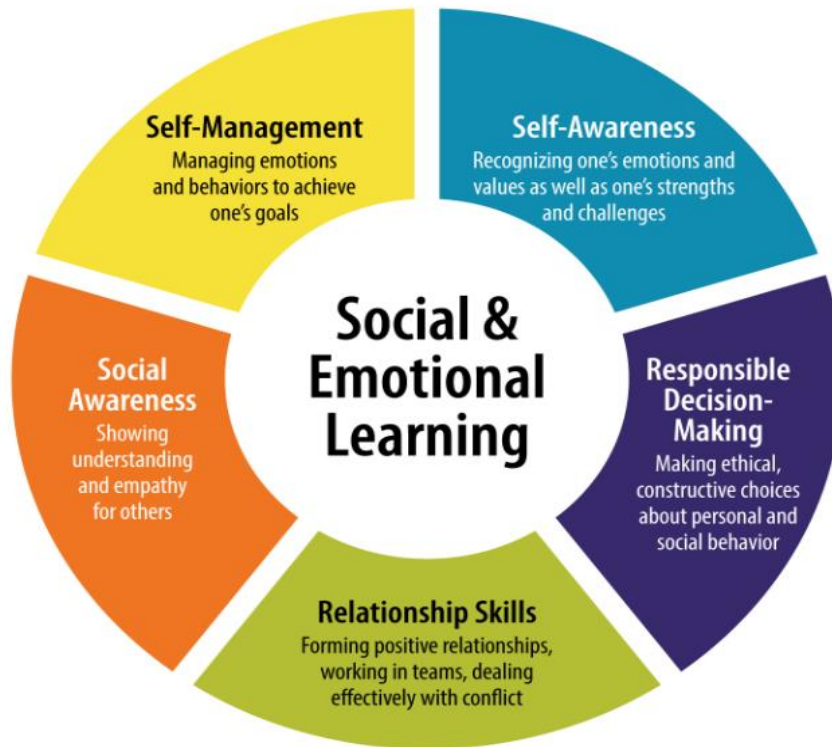 Self-Management
Managing emotions
and behaviors to achieve
one's goals
Self-Awareness
Recognizing one's emotions and
values as well as one's strengths
and challenges
Social &
Emotional
Learning
Social
Awareness
Showing
understanding
and empathy
for others
Responsible
Decision-
Making
Making ethical,
constructive choices
about personal and
social behavior
Relationship Skills
Forming positive relationships,
working in teams, dealing
effectively with conflict